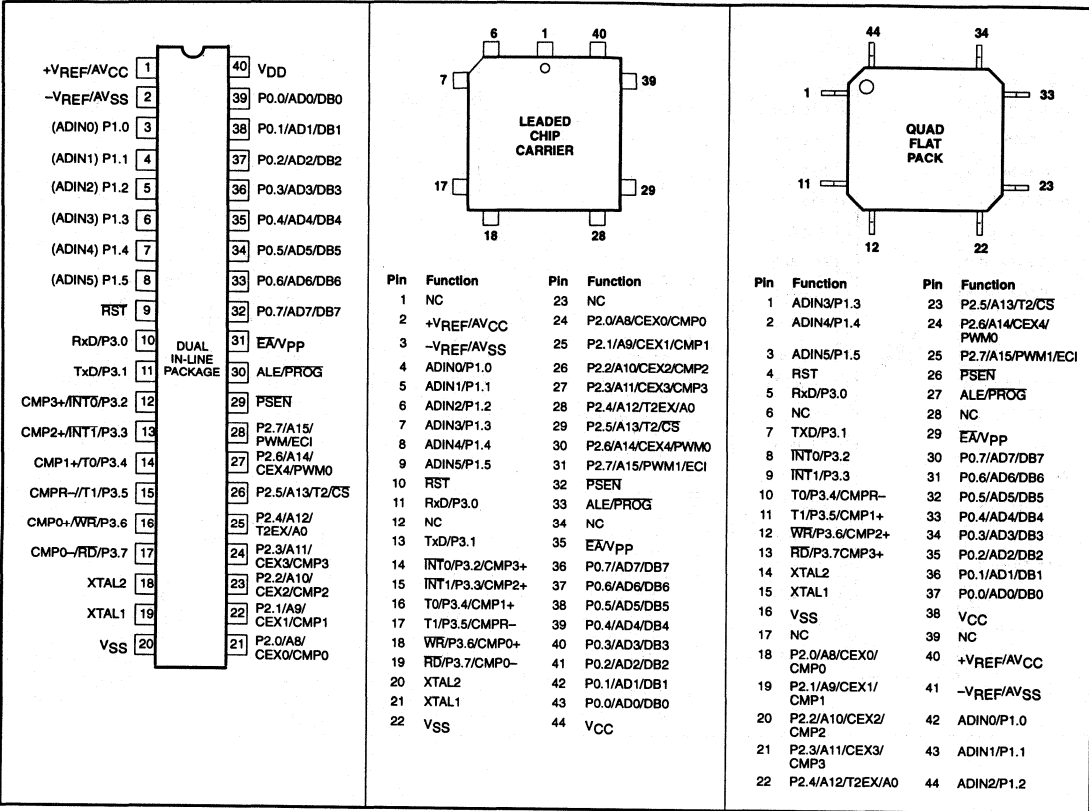 +VREF/AVCC 1
–VREF/AVSS 2
(ADIN0) P1.0 3
(ADIN1) P1.1 4
(ADIN2) P1.2 5
(ADIN3) P1.3 6
(ADIN4) P1.4 7
(ADIN5) P1.5 8
RST 9
RxD/P3.0 10
TxD/P3.1 11
CMP3+/INT0/P3.2 12
CMP2+/INT1/P3.3 13
CMP1+/T0/P3.4 14
CMPR–//T1/P3.5 15
CMP0+/WR/P3.6 16
CMP0–/RD/P3.7 17
XTAL2 18
XTAL1 19
VSS 20
DUAL
IN-LINE
PACKAGE
40 VDD
39 P0.0/AD0/DB0
38 P0.1/AD1/DB1
37 P0.2/AD2/DB2
36 P0.3/AD3/DB3
35 P0.4/AD4/DB4
34 P0.5/AD5/DB5
33 P0.6/AD6/DB6
32 P0.7/AD7/DB7
31 EA/VPP
30 ALE/PROG
29 PSEN
28 P2.7/A15/
PWM/ECI
27 P2.6/A14/
CEX4/PWM0
26 P2.5/A13/T2/CS
25 P2.4/A12/
T2EX/A0
24 P2.3/A11/
CEX3/CMP3
23 P2.2/A10/
CEX2/CMP2
22 P2.1/A9/
CEX1/CMP1
21 P2.0/A8/
CEX0/CMP0
6 1 40
7 39
LEADED
CHIP
CARRIER
17 29
18 28
Pin Function Pin Function
1 NC 23 NC
2 +VREF/AVCC 24 P2.0/A8/CEX0/CMP0
3 –VREF/AVSS 25 P2.1/A9/CEX1/CMP1
4 ADIN0/P1.0 26 P2.2/A10/CEX2/CMP2
5 ADIN1/P1.1 27 P2.3/A11/CEX3/CMP3
6 ADIN2/P1.2 28 P2.4/A12/T2EX/A0
7 ADIN3/P1.3 29 P2.5/A13/T2/CS
8 ADIN4/P1.4 30 P2.6/A14/CEX4/PWM0
9 ADIN5/P1.5 31 P2.7/A15/PWM1/ECI
10 RST 32 PSEN
11 RxD/P3.0 33 ALE/PROG
12 NC 34 NC
13 TxD/P3.1 35 EA/VPP
14 INT0/P3.2/CMP3+ 36 P0.7/AD7/DB7
15 INT1/P3.3/CMP2+ 37 P0.6/AD6/DB6
16 T0/P3.4/CMP1+ 38 P0.5/AD5/DB5
17 T1/P3.5/CMPR– 39 P0.4/AD4/DB4
18 WR/P3.6/CMP0+ 40 P0.3/AD3/DB3
19 RD/P3.7/CMP0– 41 P0.2/AD2/DB2
20 XTAL2 42 P0.1/AD1/DB1
21 XTAL1 43 P0.0/AD0/DB0
22 VSS 44 VCC
44 34
1 33
QUAD
FLAT
PACK
11 23
12 22
Pin Function Pin Function
1 ADIN3/P1.3 23 P2.5/A13/T2/CS
2 ADIN4/P1.4 24 P2.6/A14/CEX4/
PWM0
3 ADIN5/P1.5 25 P2.7/A15/PWM1/ECI
4 RST 26 PSEN
5 RxD/P3.0 27 ALE/PROG
6 NC 28 NC
7 TXD/P3.1 29 EA/VPP
8 INT0/P3.2 30 P0.7/AD7/DB7
9 INT1/P3.3 31 P0.6/AD6/DB6
10 T0/P3.4/CMPR– 32 P0.5/AD5/DB5
11 T1/P3.5/CMP1+ 33 P0.4/AD4/DB4
12 WR/P3.6/CMP2+ 34 P0.3/AD3/DB3
13 RD/P3.7CMP3+ 35 P0.2/AD2/DB2
14 XTAL2 36 P0.1/AD1/DB1
15 XTAL1 37 P0.0/AD0/DB0
16 VSS 38 VCC
17 NC 39 NC
18 P2.0/A8/CEX0/ 40 +VREF/AVCC
CMP0
19 P2.1/A9/CEX1/ 41 –VREF/AVSS
CMP1
20 P2.2/A10/CEX2/ 42 ADIN0/P1.0
CMP2
21 P2.3/A11/CEX3/ 43 ADIN1/P1.1
CMP3
22 P2.4/A12/T2EX/A0 44 ADIN2/P1.2